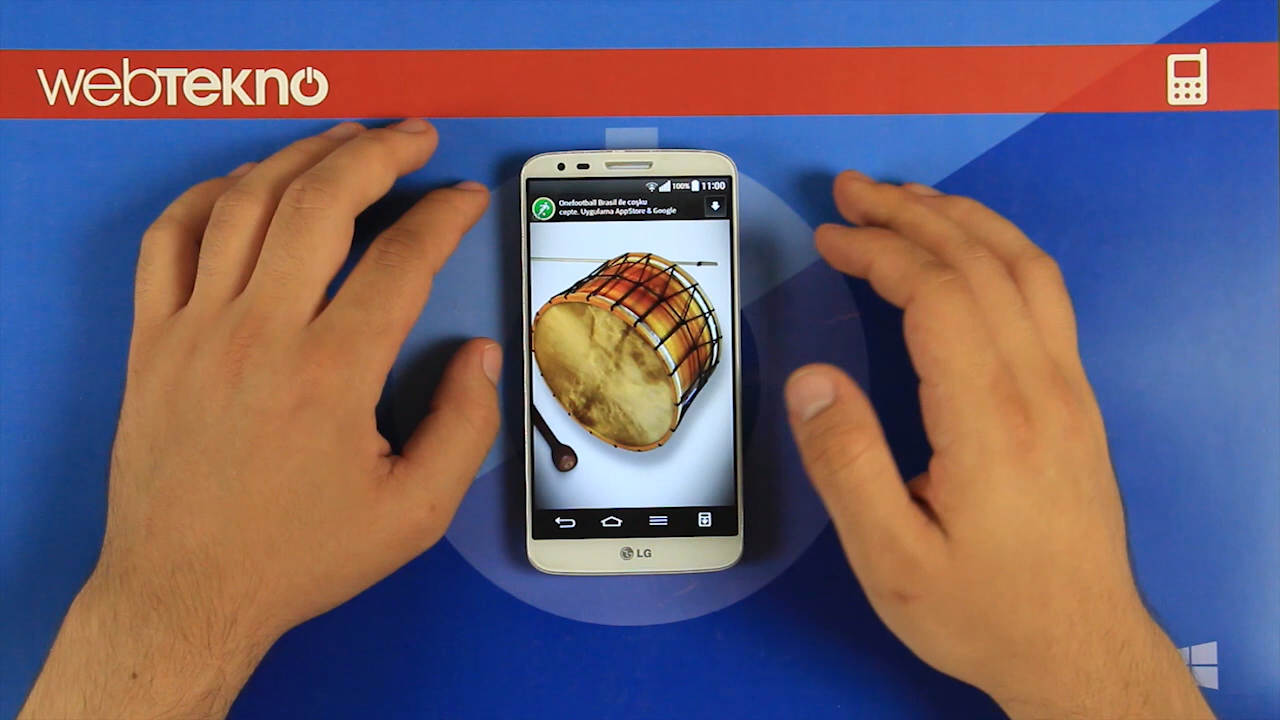 webtekno
100% 11:00
Onefootball Brasil ile coşku
cepte. Uygulama AppStore & Google
LG